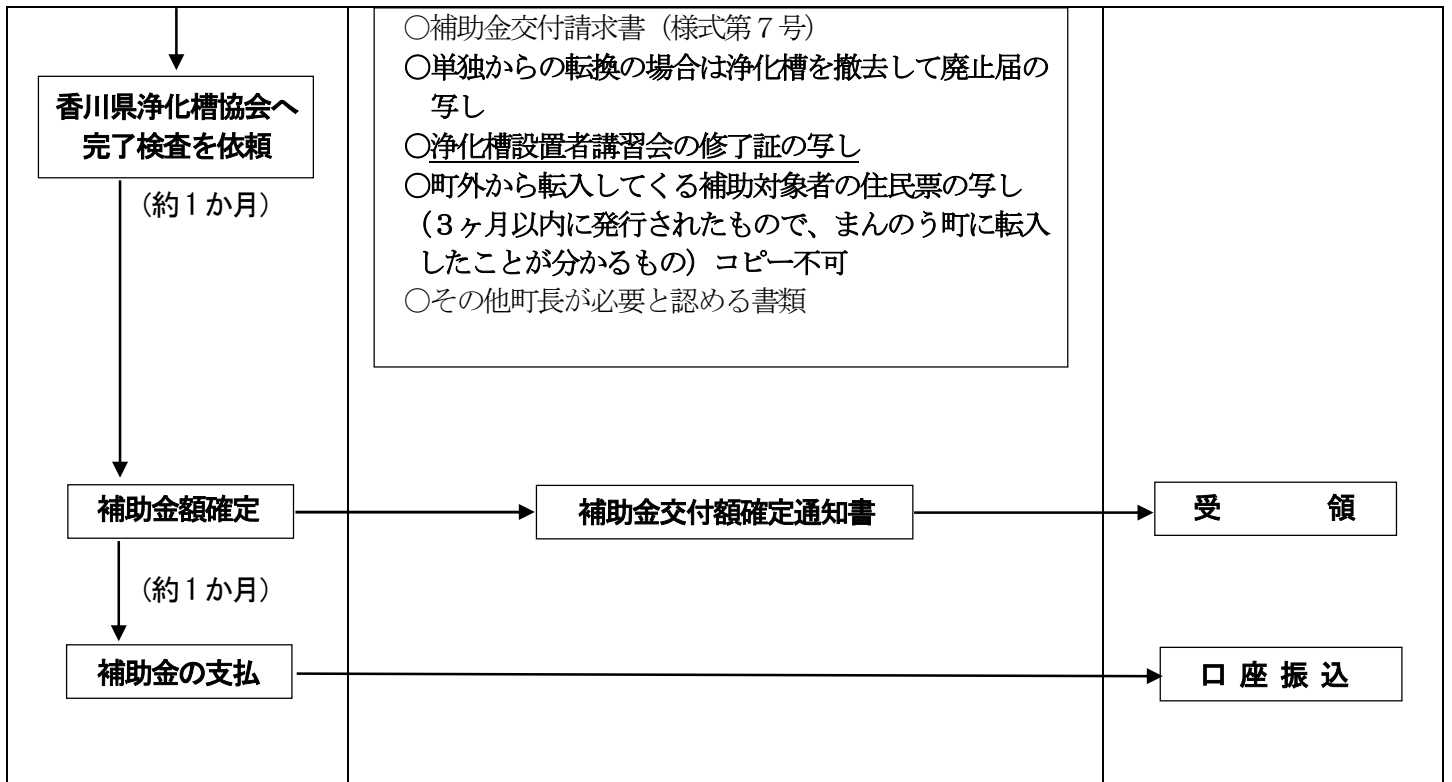 ○補助金交付請求書（様式第７号）
○単独からの転換の場合は浄化槽を撤去して廃止届の
写し
○浄化槽設置者講習会の修了証の写し
○町外から転入してくる補助対象者の住民票の写し
（３ヶ月以内に発行されたもので、まんのう町に転入
したことが分かるもの）コピー不可
○その他町長が必要と認める書類
香川県浄化槽協会へ
完了検査を依頼
（約１か月）
補助金額確定
補助金交付額確定通知書
受　　　領
（約１か月）
補助金の支払
口 座 振 込